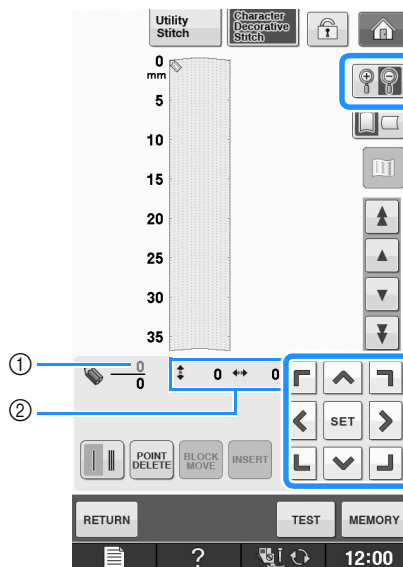 Utility
Stitch
Character
Decorative
Stitch
0
mm
5
10
15
20
25
30
35
① 0
0
0 0
②
SET
POINT
DELETE
BLOCK
MOVE
INSERT
RETURN
TEST
MEMORY
?
12:00